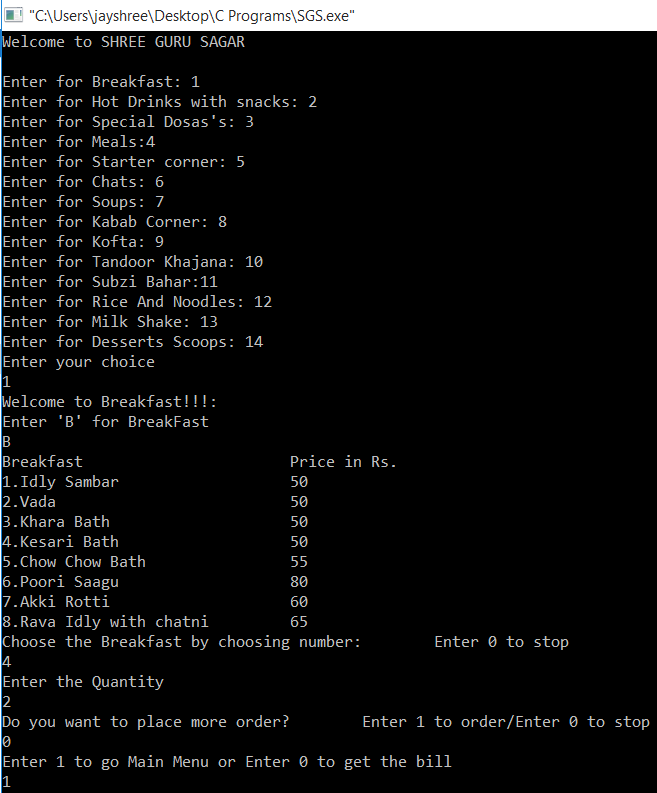 "C:\Users\jayshree\Desktop\C Programs\SGS.exe"
Welcome to SHREE GURU SAGAR
Enter for Breakfast: 1
Enter for Hot Drinks with snacks: 2
Enter for Special Dosas's: 3
Enter for Meals:4
Enter for Starter corner: 5
Enter for Chats: 6
Enter for Soups: 7
Enter for Kabab Corner: 8
Enter for Kofta: 9
Enter for Tandoor Khajana: 10
Enter for Subzi Bahar:11
Enter for Rice And Noodles: 12
Enter for Milk Shake: 13
Enter for Desserts Scoops: 14
Enter your choice
1
Welcome to Breakfast!!!:
Enter 'B' for BreakFast
B
Breakfast Price in Rs.
1.Idly Sambar 50
2.Vada 50
3.Khara Bath 50
4.Kesari Bath 50
5.Chow Chow Bath 55
6.Poori Saagu 80
7.Akki Rotti 60
8.Rava Idly with chatni 65
Choose the Breakfast by choosing number: Enter 0 to stop
4
Enter the Quantity
2
Do you want to place more order? Enter 1 to order/Enter 0 to stop
0
Enter 1 to go Main Menu or Enter 0 to get the bill
1